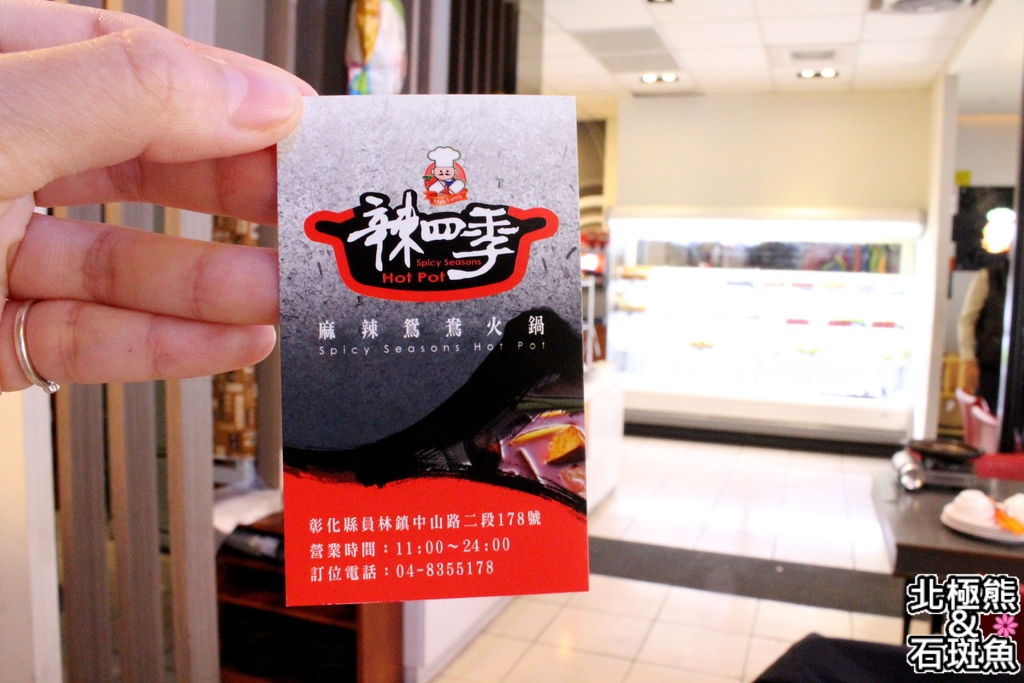 辣四季
Spicy Seasons
Hot Pot
麻辣鴛鴦火鍋
Spicy Seasons Hot Pot
彰化縣員林鎮中山路二段178號
營業時間：11:00～24:00
訂位電話：04-8355178
北極熊
&
石斑魚